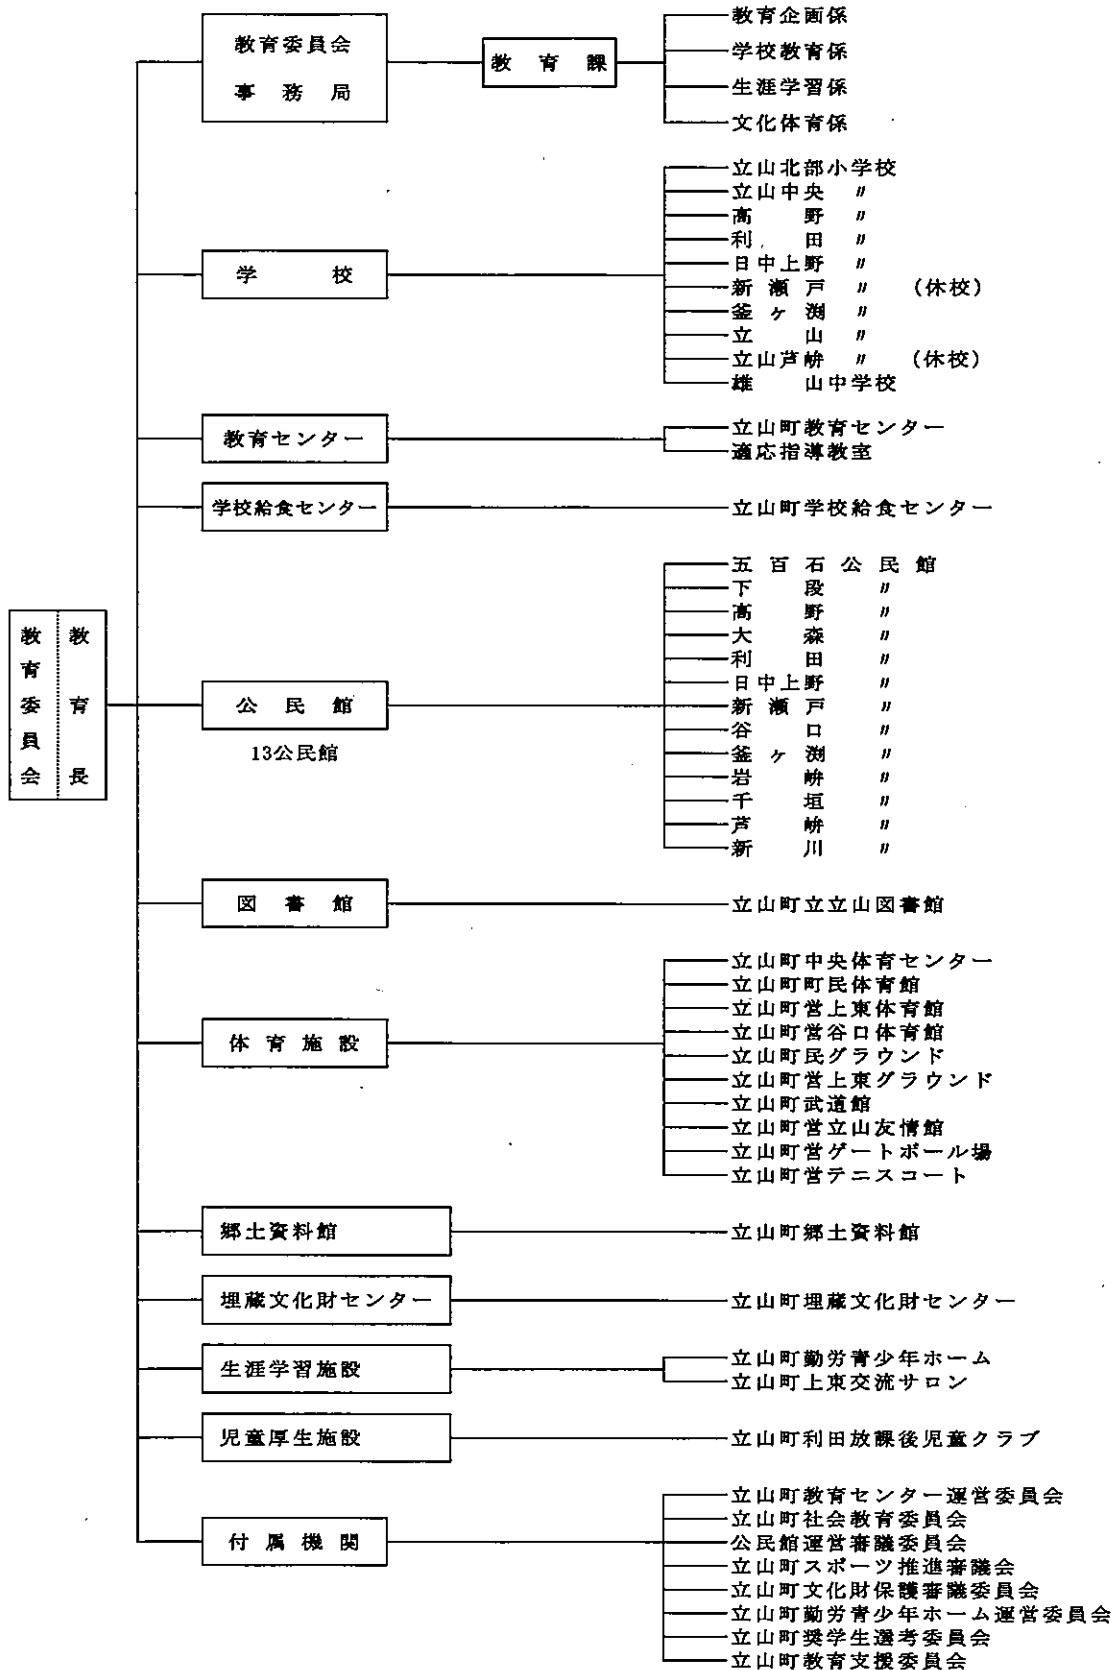 教育委員会
教育長
教育委員会
事務局
教育課
教育企画係
学校教育係
生涯学習係
文化体育係
学校
立山北部小学校
立山中央 〃
高野 〃
利田 〃
日中上野 〃
新瀬戸 〃 (休校)
釜ヶ渕 〃
立山 〃
立山芦峅 〃 (休校)
雄山中学校
教育センター
立山町教育センター
適応指導教室
学校給食センター
立山町学校給食センター
公民館
13公民館
五百石公民館
下段 〃
高野 〃
大森 〃
利田 〃
日中上野 〃
新瀬戸 〃
谷口 〃
釜ヶ渕 〃
岩峅 〃
千垣 〃
芦峅 〃
新川 〃
図書館
立山町立立山図書館
体育施設
立山町中央体育センター
立山町町民体育館
立山町営上東体育館
立山町営谷口体育館
立山町民グラウンド
立山町営上東グラウンド
立山町武道館
立山町営立山友情館
立山町営ゲートボール場
立山町営テニスコート
郷土資料館
立山町郷土資料館
埋蔵文化財センター
立山町埋蔵文化財センター
生涯学習施設
立山町勤労青少年ホーム
立山町上東交流サロン
児童厚生施設
立山町利田放課後児童クラブ
付属機関
立山町教育センター運営委員会
立山町社会教育委員会
公民館運営審議委員会
立山町スポーツ推進審議会
立山町文化財保護審議委員会
立山町勤労青少年ホーム運営委員会
立山町奨学生選考委員会
立山町教育支援委員会